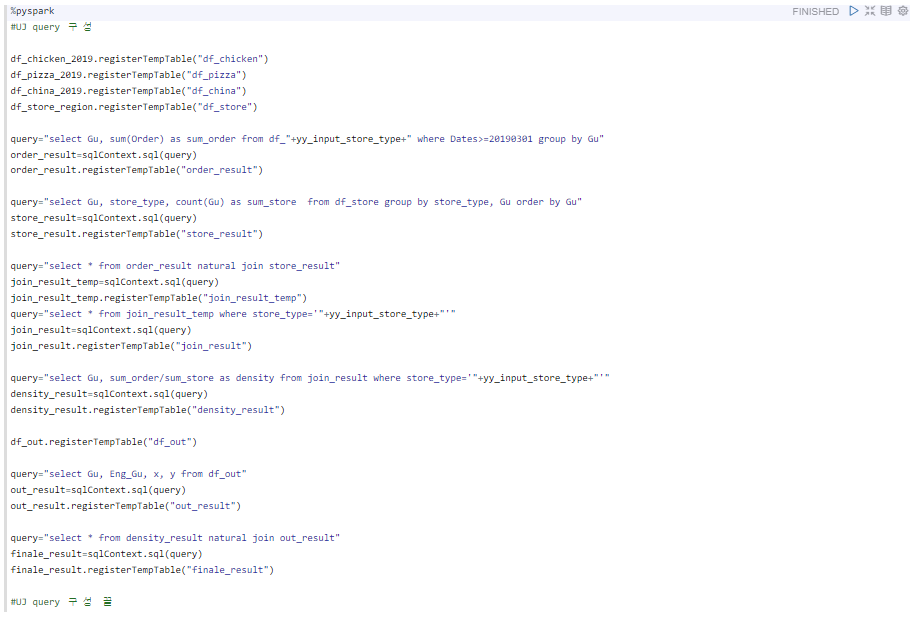 %pyspark
FINISHED
#UJ query 구성
df_chicken_2019.registerTempTable("df_chicken")
df_pizza_2019.registerTempTable("df_pizza")
df_china_2019.registerTempTable("df_china")
df_store_region.registerTempTable("df_store")
query="select Gu, sum(Order) as sum_order from df_"+yy_input_store_type+" where Dates>=20190301 group by Gu"
order_result=sqlContext.sql(query)
order_result.registerTempTable("order_result")
query="select Gu, store_type, count(Gu) as sum_store  from df_store group by store_type, Gu order by Gu"
store_result=sqlContext.sql(query)
store_result.registerTempTable("store_result")
query="select * from order_result natural join store_result"
join_result_temp=sqlContext.sql(query)
join_result_temp.registerTempTable("join_result_temp")
query="select * from join_result_temp where store_type='"+yy_input_store_type+"'"
join_result=sqlContext.sql(query)
join_result.registerTempTable("join_result")
query="select Gu, sum_order/sum_store as density from join_result where store_type='"+yy_input_store_type+"'"
density_result=sqlContext.sql(query)
density_result.registerTempTable("density_result")
df_out.registerTempTable("df_out")
query="select Gu, Eng_Gu, x, y from df_out"
out_result=sqlContext.sql(query)
out_result.registerTempTable("out_result")
query="select * from density_result natural join out_result"
finale_result=sqlContext.sql(query)
finale_result.registerTempTable("finale_result")
#UJ query 구성 끝